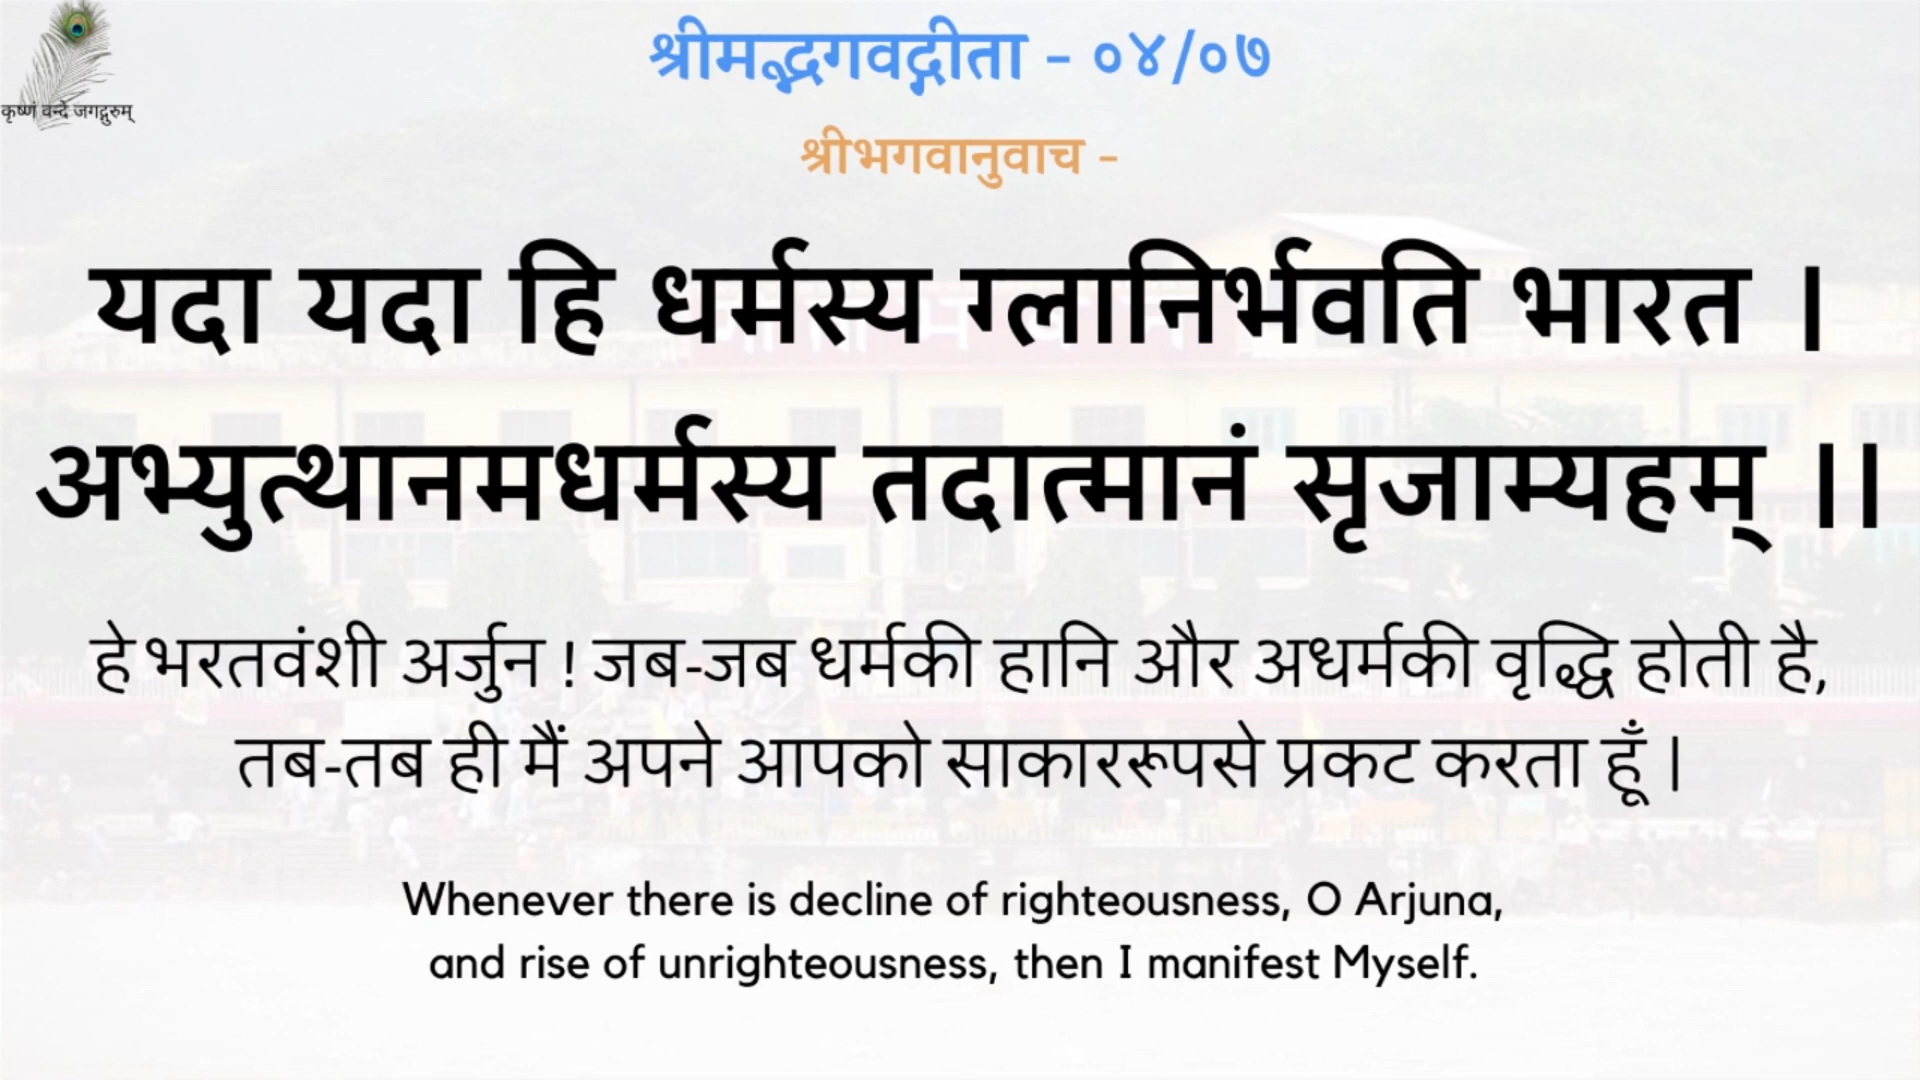 श्रीमद्भगवद्गीता - ०४/०७
कृष्णं वन्दे जगद्गुरुम्
श्रीभगवानुवाच -
यदा यदा हि धर्मस्य ग्लानिर्भवति भारत ।
अभ्युत्थानमधर्मस्य तदात्मानं सृजाम्यहम् ।।
हे भरतवंशी अर्जुन ! जब-जब धर्मकी हानि और अधर्मकी वृद्धि होती है,
तब-तब ही मैं अपने आपको साकाररूपसे प्रकट करता हूँ |
Whenever there is decline of righteousness, O Arjuna,
and rise of unrighteousness, then I manifest Myself.